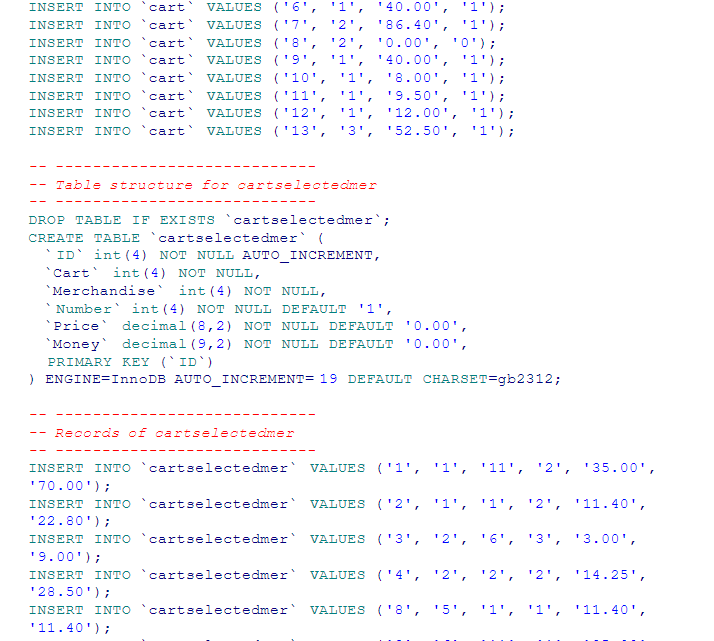 INSERT INTO `cart` VALUES ('6', '1', '40.00', '1');
INSERT INTO `cart` VALUES ('7', '2', '86.40', '1');
INSERT INTO `cart` VALUES ('8', '2', '0.00', '0');
INSERT INTO `cart` VALUES ('9', '1', '40.00', '1');
INSERT INTO `cart` VALUES ('10', '1', '8.00', '1');
INSERT INTO `cart` VALUES ('11', '1', '9.50', '1');
INSERT INTO `cart` VALUES ('12', '1', '12.00', '1');
INSERT INTO `cart` VALUES ('13', '3', '52.50', '1');
-- ----------------------------
-- Table structure for cartselectedmer
-- ----------------------------
DROP TABLE IF EXISTS `cartselectedmer`;
CREATE TABLE `cartselectedmer` (
`ID` int(4) NOT NULL AUTO_INCREMENT,
`Cart` int(4) NOT NULL,
`Merchandise` int(4) NOT NULL,
`Number` int(4) NOT NULL DEFAULT '1',
`Price` decimal(8,2) NOT NULL DEFAULT '0.00',
`Money` decimal(9,2) NOT NULL DEFAULT '0.00',
PRIMARY KEY (`ID`)
) ENGINE=InnoDB AUTO_INCREMENT= 19 DEFAULT CHARSET=gb2312;
-- ----------------------------
-- Records of cartselectedmer
-- ----------------------------
INSERT INTO `cartselectedmer` VALUES ('1', '1', '11', '2', '35.00',
'70.00');
INSERT INTO `cartselectedmer` VALUES ('2', '1', '1', '2', '11.40',
'22.80');
INSERT INTO `cartselectedmer` VALUES ('3', '2', '6', '3', '3.00',
'9.00');
INSERT INTO `cartselectedmer` VALUES ('4', '2', '2', '2', '14.25',
'28.50');
INSERT INTO `cartselectedmer` VALUES ('8', '5', '1', '1', '11.40',
'11.40');